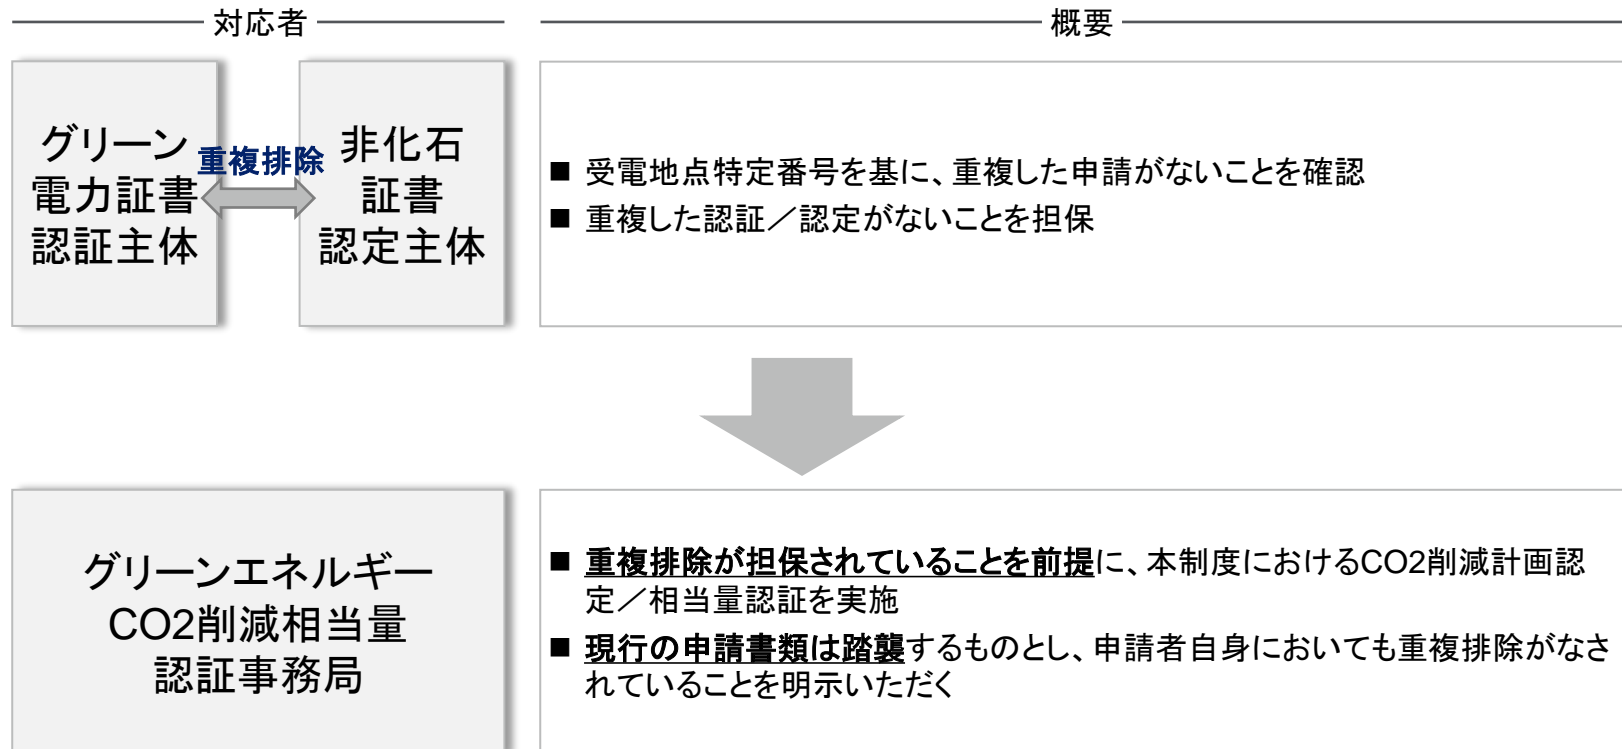 対応者
概要
グリーン
電力証書
認証主体
重複排除
非化石
証書
認定主体
■ 受電地点特定番号を基に、重複した申請がないことを確認
■ 重複した認証／認定がないことを担保
グリーンエネルギー
CO2削減相当量
認証事務局
■ 重複排除が担保されていることを前提に、本制度におけるCO2削減計画認
定／相当量認証を実施
■ 現行の申請書類は踏襲するものとし、申請者自身においても重複排除がなさ
れていることを明示いただく